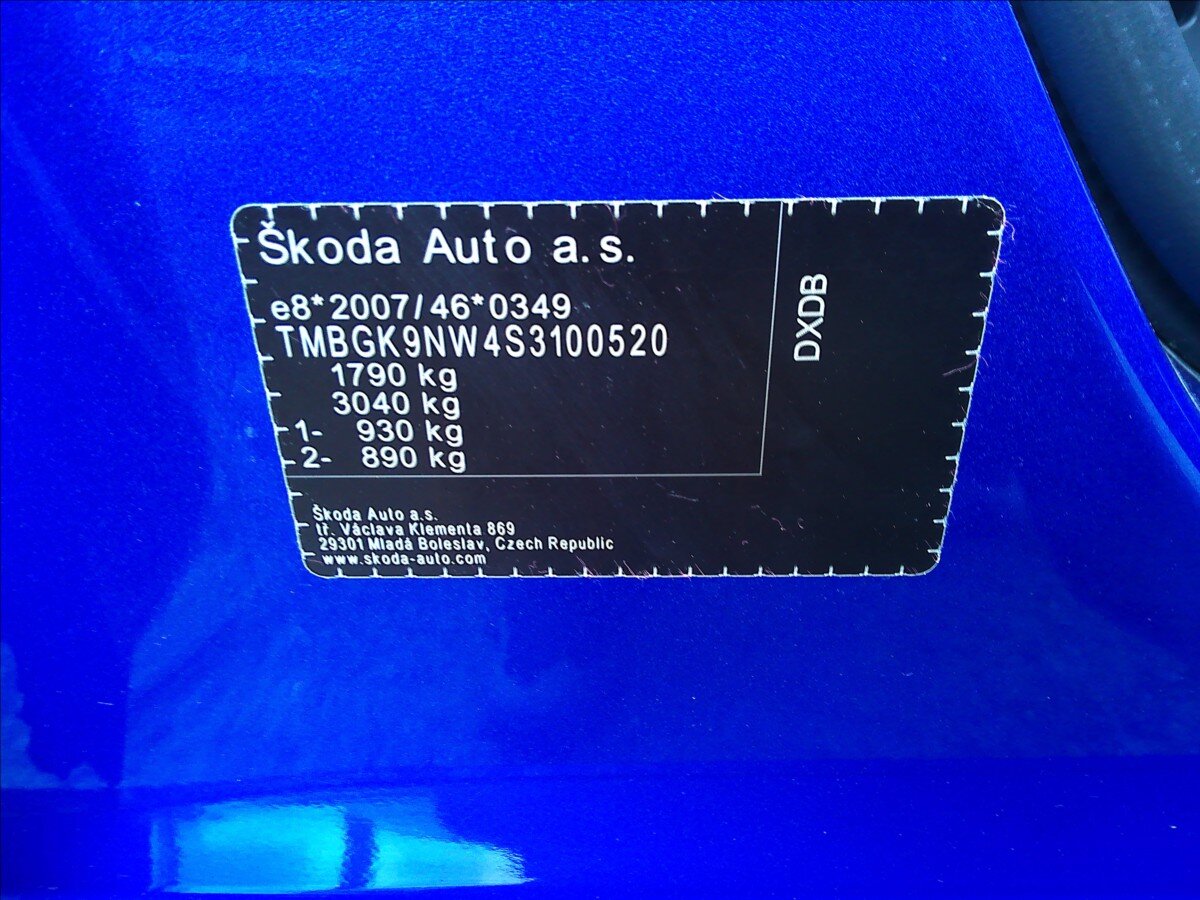 Škoda Auto a.s.
e8*2007/46*0349
TMBGK9NW4S3100520
1790 kg
3040 kg
1- 930 kg
2- 890 kg
DXDB
Škoda Auto a.s.
tř. Václava Klementa 869
29301 Mladá Boleslav, Czech Republic
www.skoda-auto.com